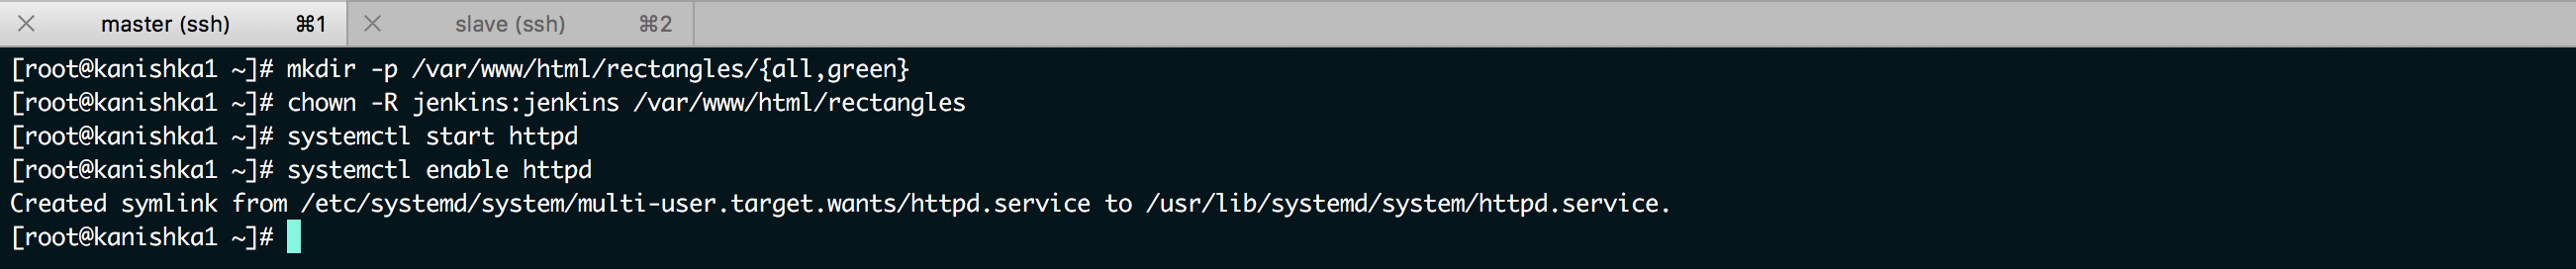 master (ssh) ⌘1 slave (ssh) ⌘2
[root@kanishka1 ~]# mkdir -p /var/www/html/rectangles/{all,green}
[root@kanishka1 ~]# chown -R jenkins:jenkins /var/www/html/rectangles
[root@kanishka1 ~]# systemctl start httpd
[root@kanishka1 ~]# systemctl enable httpd
Created symlink from /etc/systemd/system/multi-user.target.wants/httpd.service to /usr/lib/systemd/system/httpd.service.
[root@kanishka1 ~]#